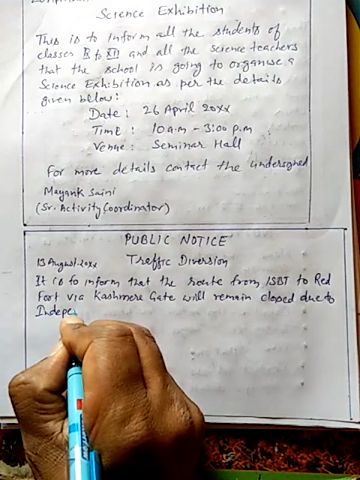 Science Exhibition
This is to inform all the students of
classes X to XII and all the science teachers
that the school is going to organise a
Science Exhibition as per the details
given bllow:
Date : 26 April 20xx
Time : 10 a.m - 3:00 p.m
Venue : Seminar Hall
For more details contact the undersigned
Mayank Saini
(Sr. Activity Coordinator)
PUBLIC NOTICE
13 August 20xx Traffic Diversion
It is to inform that the route from ISBT to Red
Fort via Kashmere Gate will remain closed due to
Indepe